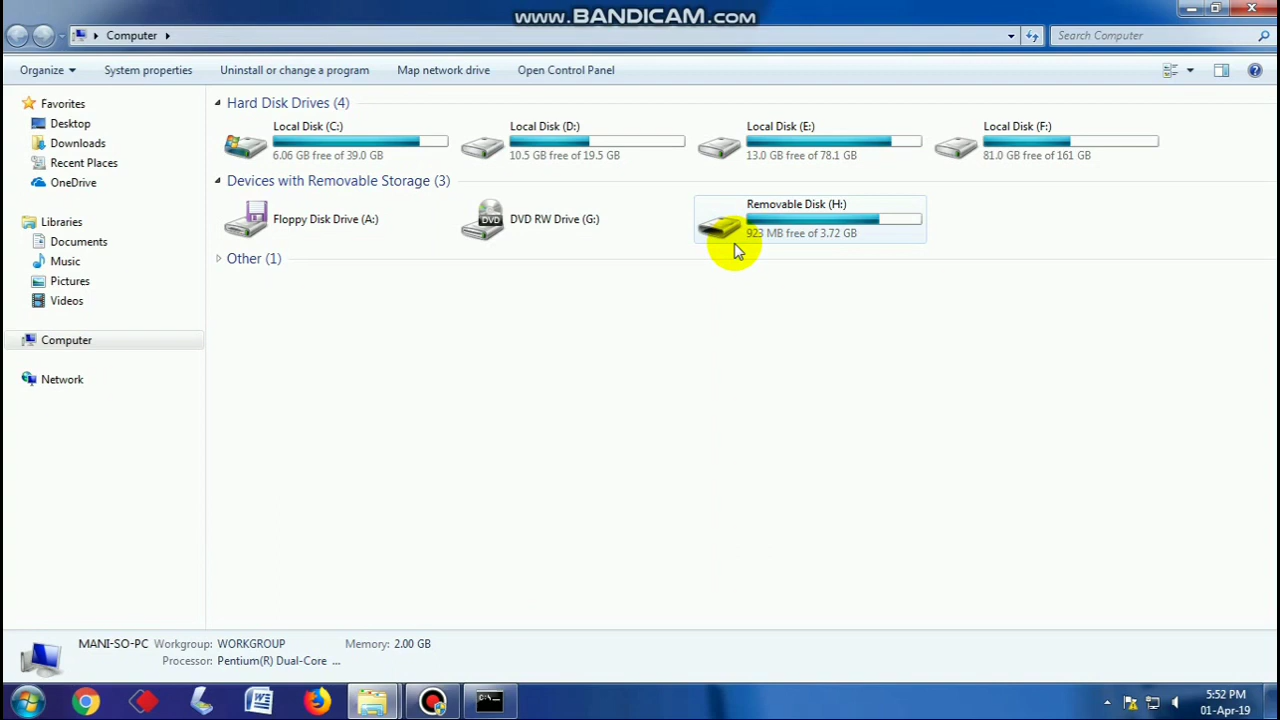 www.BANDICAM.com
Computer
Search Computer
Organize
System properties
Uninstall or change a program
Map network drive
Open Control Panel
Favorites
Desktop
Downloads
Recent Places
OneDrive
Libraries
Documents
Music
Pictures
Videos
Computer
Network
Hard Disk Drives (4)
Local Disk (C:)
6.06 GB free of 39.0 GB
Local Disk (D:)
10.5 GB free of 19.5 GB
Local Disk (E:)
13.0 GB free of 78.1 GB
Local Disk (F:)
81.0 GB free of 161 GB
Devices with Removable Storage (3)
Floppy Disk Drive (A:)
DVD
DVD RW Drive (G:)
Removable Disk (H:)
923 MB free of 3.72 GB
Other (1)
MANI-SO-PC Workgroup: WORKGROUP Memory: 2.00 GB
Processor: Pentium(R) Dual-Core ...
5:52 PM
01-Apr-19